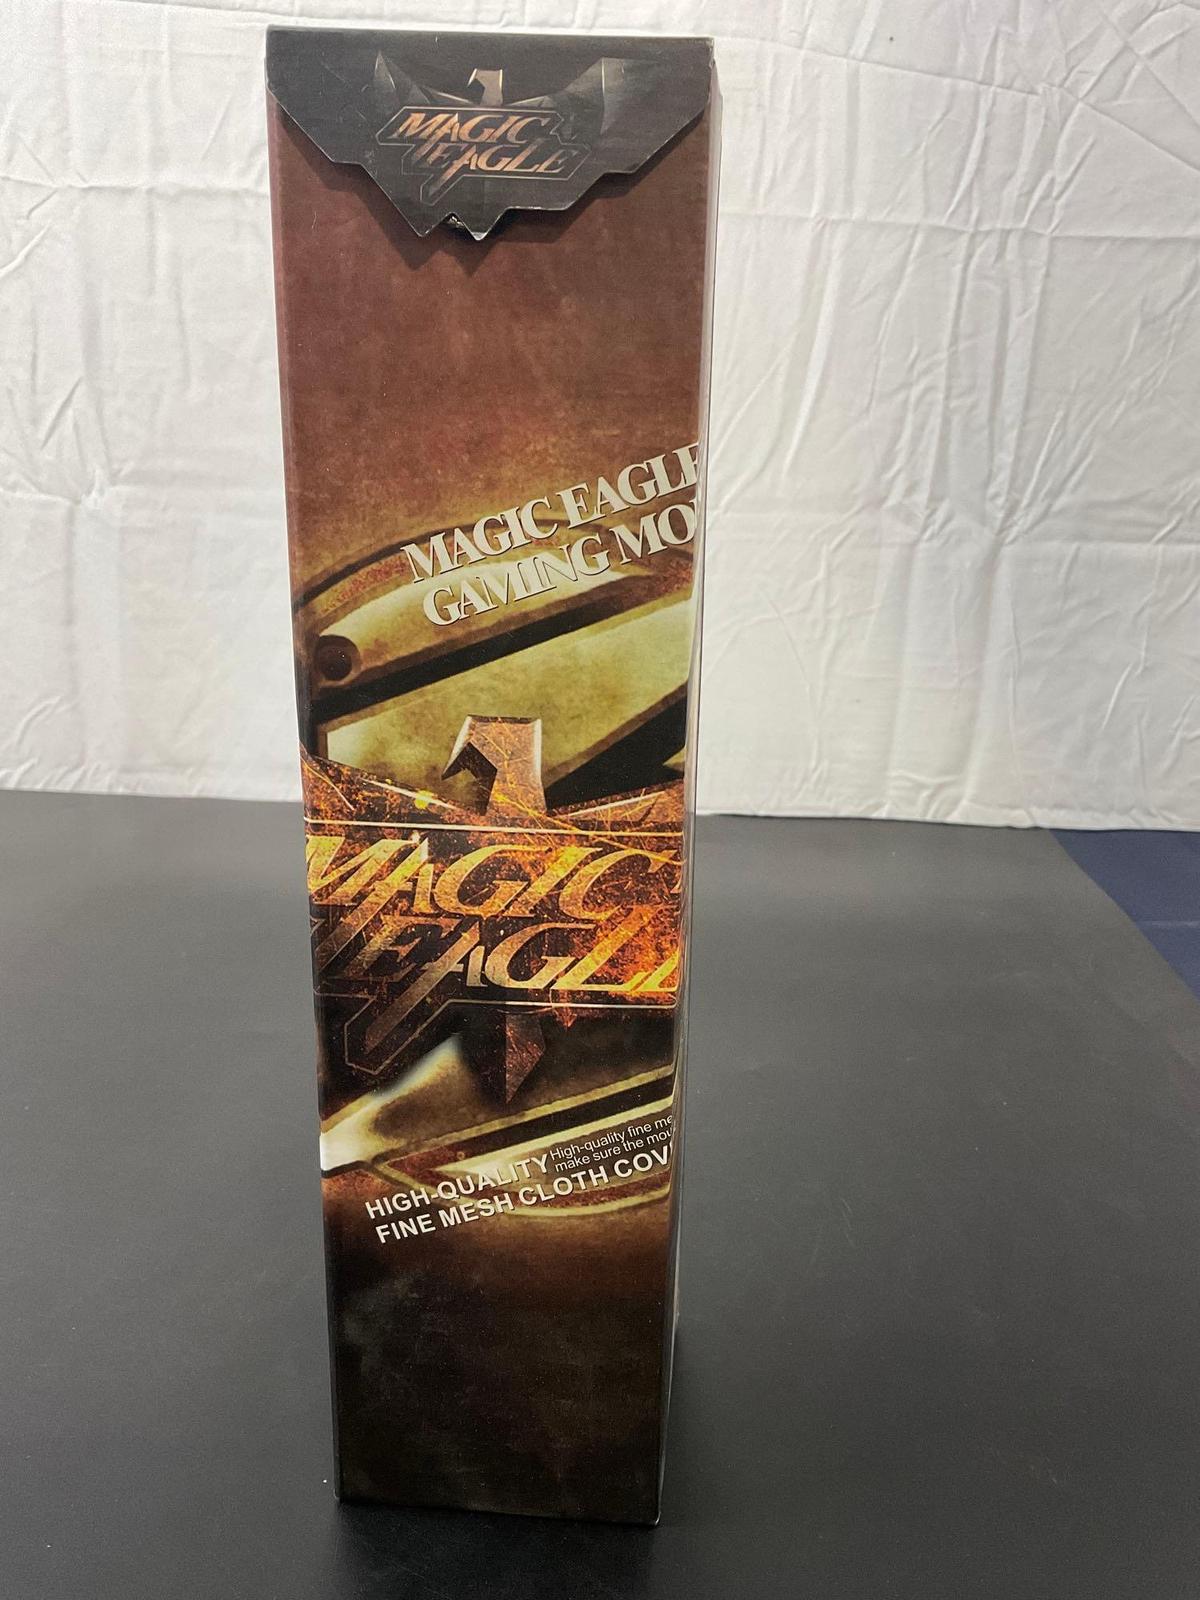 MAGIC
EAGLE
MAGIC EAGLE
GAMING MO
MAGIC
EAGL
HIGH-QUALITY High-quality fine me
make sure the mou
FINE MESH CLOTH COV